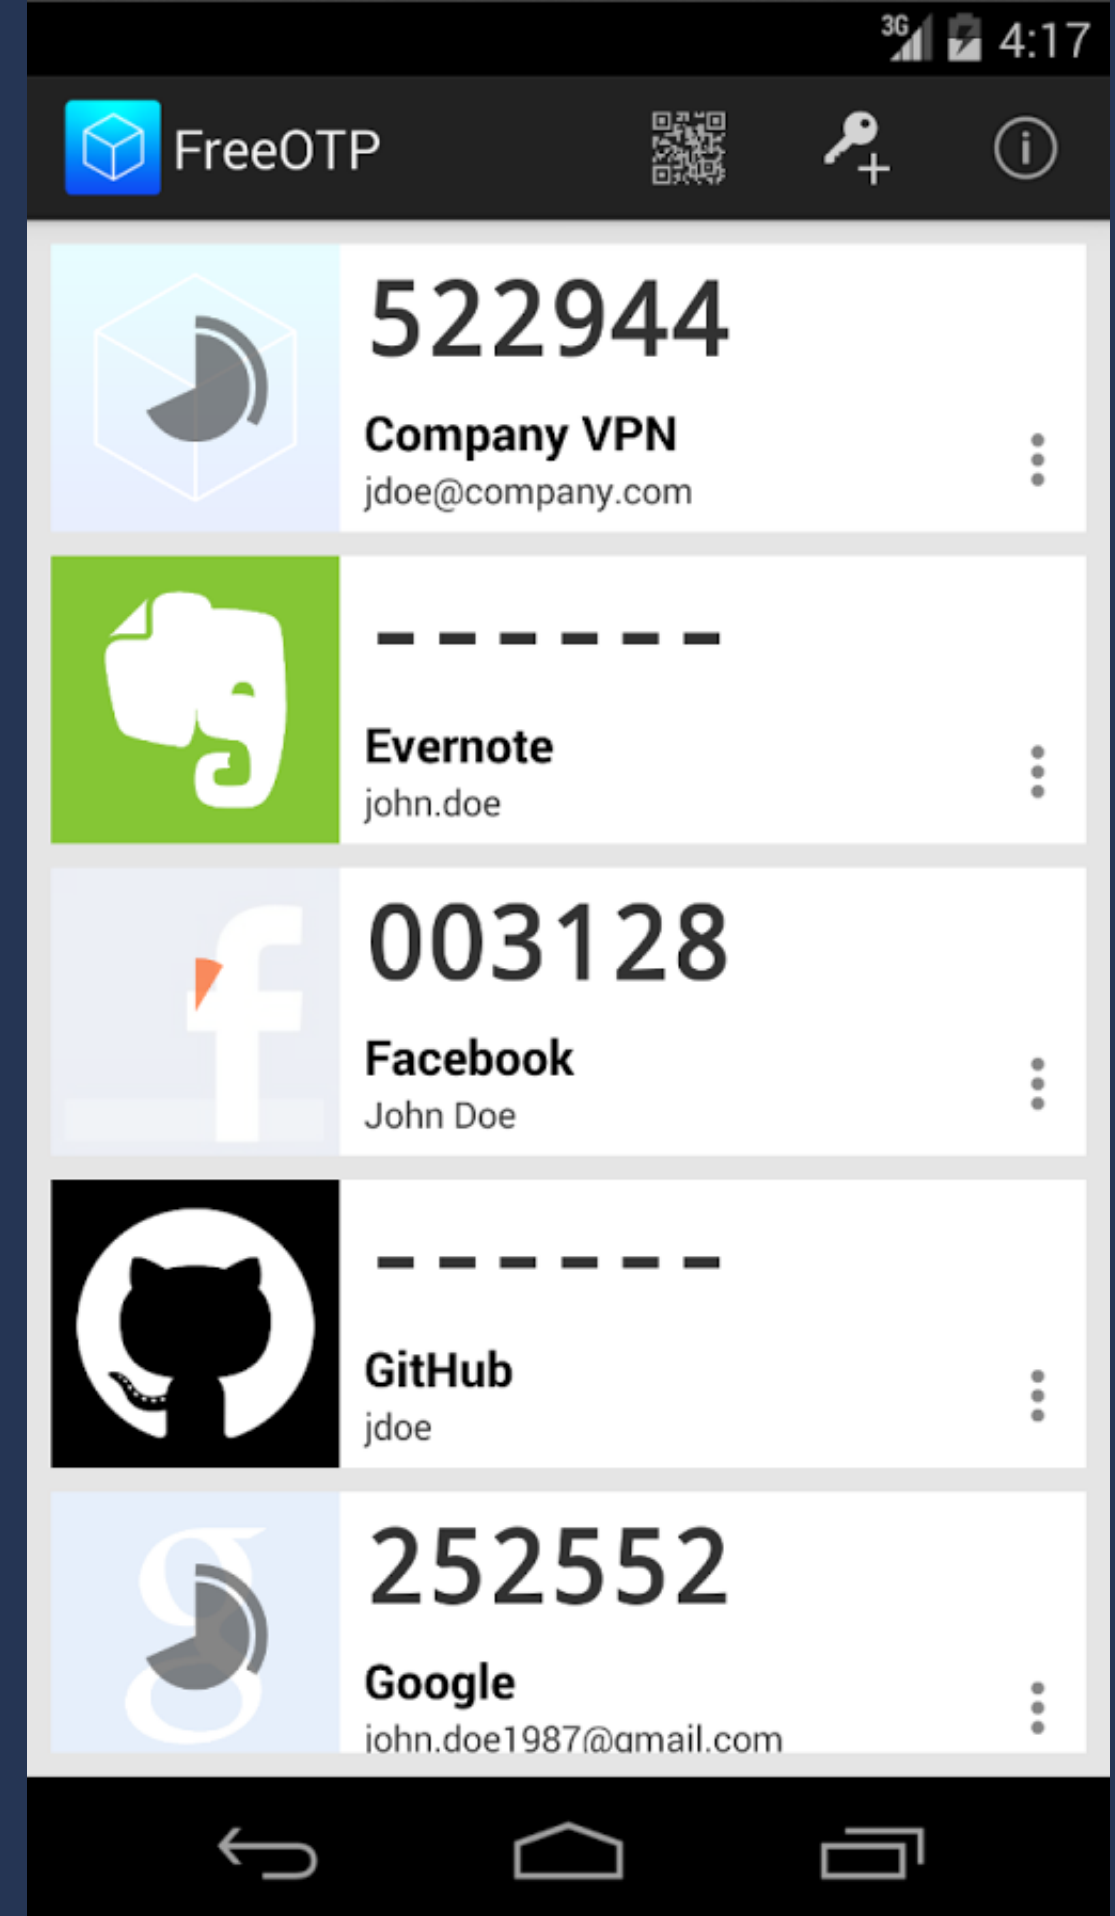 3G 4:17
FreeOTP
522944
Company VPN
jdoe@company.com
------
Evernote
john.doe
003128
Facebook
John Doe
------
GitHub
jdoe
252552
Google
john.doe1987@gmail.com